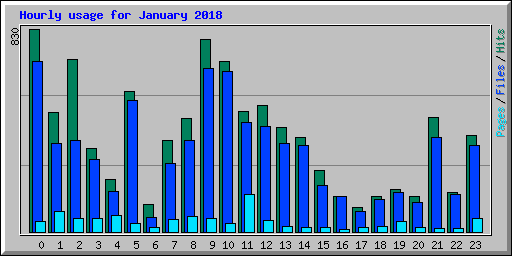 Hourly usage for January 2018
830
Pages/Files/Hits
0 1 2 3 4 5 6 7 8 9 10 11 12 13 14 15 16 17 18 19 20 21 22 23